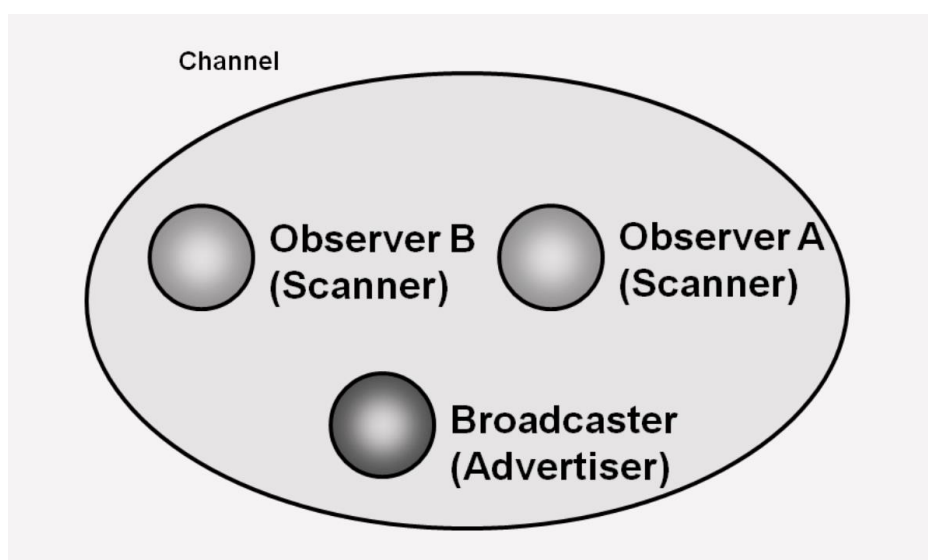 Channel
Observer B
(Scanner)
Observer A
(Scanner)
Broadcaster
(Advertiser)